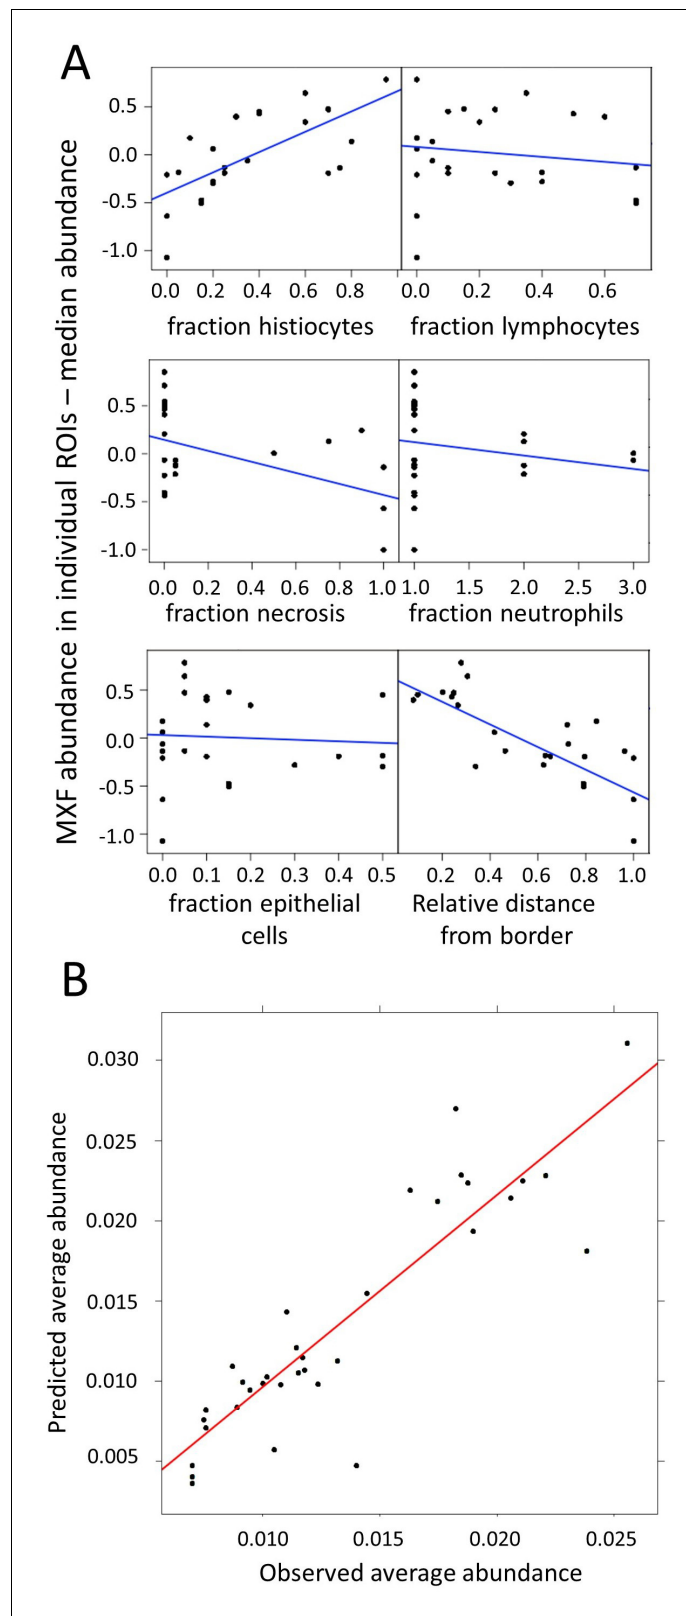 A
MXF abundance in individual ROIs – median abundance
0.5
0.0
-0.5
-1.0
0.0 0.2 0.4 0.6 0.8 0.0 0.2 0.4 0.6
fraction histiocytes fraction lymphocytes
0.5
0.0
-0.5
-1.0
0.0 0.2 0.4 0.6 0.8 1.0 1.0 1.5 2.0 2.5 3.0
fraction necrosis fraction neutrophils
0.5
0.0
-0.5
-1.0
0.0 0.1 0.2 0.3 0.4 0.5 0.2 0.4 0.6 0.8 1.0
fraction epithelial Relative distance
cells from border
B
Predicted average abundance
0.030
0.025
0.020
0.015
0.010
0.005
0.010 0.015 0.020 0.025
Observed average abundance